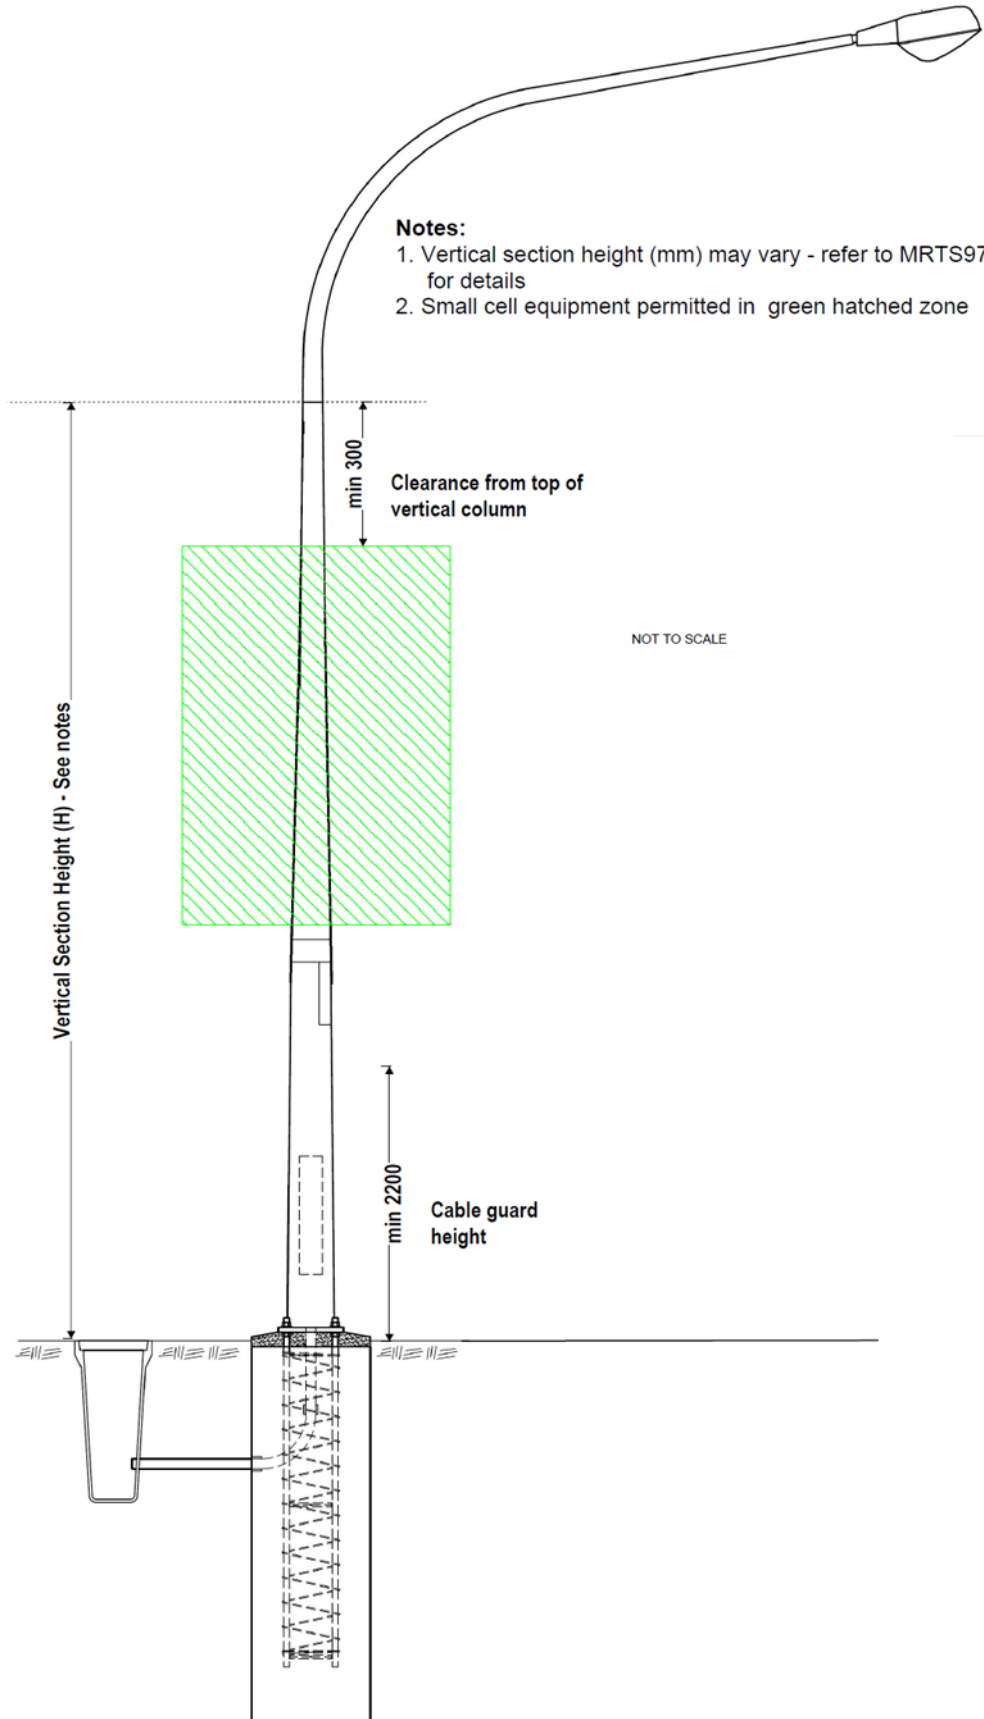 Notes:
1. Vertical section height (mm) may vary - refer to MRTS97
for details
2. Small cell equipment permitted in green hatched zone
min 300
Clearance from top of
vertical column
NOT TO SCALE
Vertical Section Height (H) - See notes
min 2200
Cable guard
height